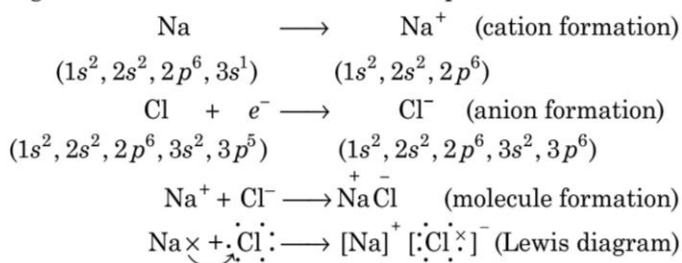 Na ⟶ Na⁺ (cation formation)
(1s², 2s², 2p⁶, 3s¹) (1s², 2s², 2p⁶)
Cl + e⁻ ⟶ Cl⁻ (anion formation)
(1s², 2s², 2p⁶, 3s², 3p⁵) (1s², 2s², 2p⁶, 3s², 3p⁶)
Na⁺ + Cl⁻ ⟶ N⁺aC⁻l (molecule formation)
Na× + ·Cl: ⟶ [Na]⁺ [:Cl×]⁻ (Lewis diagram)